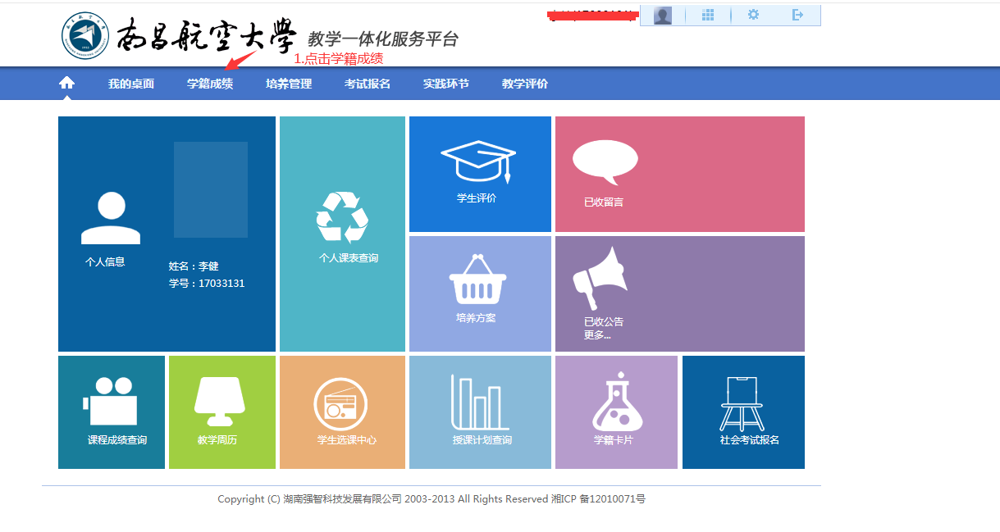 南昌航空大学
教学一体化服务平台
1.点击学籍成绩
我的桌面
学籍成绩
培养管理
考试报名
实践环节
教学评价
个人信息
姓名：李健
学号：17033131
个人课表查询
学生评价
已收留言
培养方案
已收公告
更多...
课程成绩查询
教学周历
学生选课中心
授课计划查询
学籍卡片
社会考试报名
Copyright (C) 湖南强智科技发展有限公司 2003-2013 All Rights Reserved 湘ICP 备12010071号